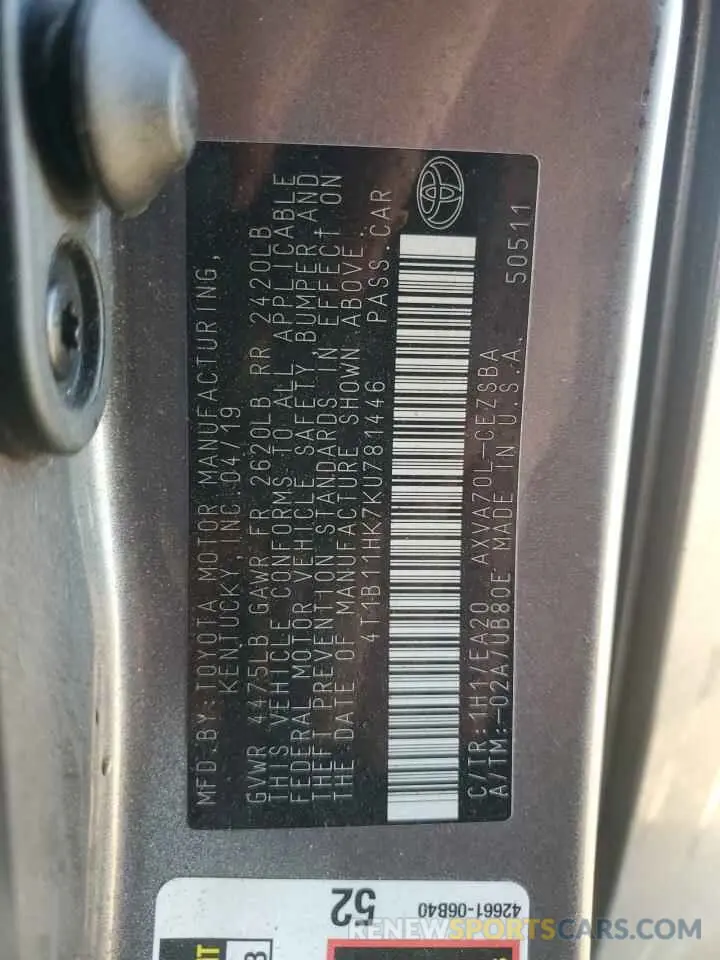 MFD.BY:TOYOTA MOTOR MANUFACTURING,
KENTUCKY, INC. 04/19
GVWR 4475LB GAWR FR 2620LB RR 2420LB
THIS VEHICLE CONFORMS TO ALL APPLICABLE
FEDERAL MOTOR VEHICLE SAFETY, BUMPER AND
THEFT PREVENTION STANDARDS IN EFFECT ON
THE DATE OF MANUFACTURE SHOWN ABOVE.
4T1B11HK7KU781446 PASS.CAR
C/TR:1H1/EA20 AXVA70L-CEZSBA
A/TM:-02A/UB80E MADE IN U.S.A. 50511
52
42661-06B40
RENEWSPORTSCARS.COM